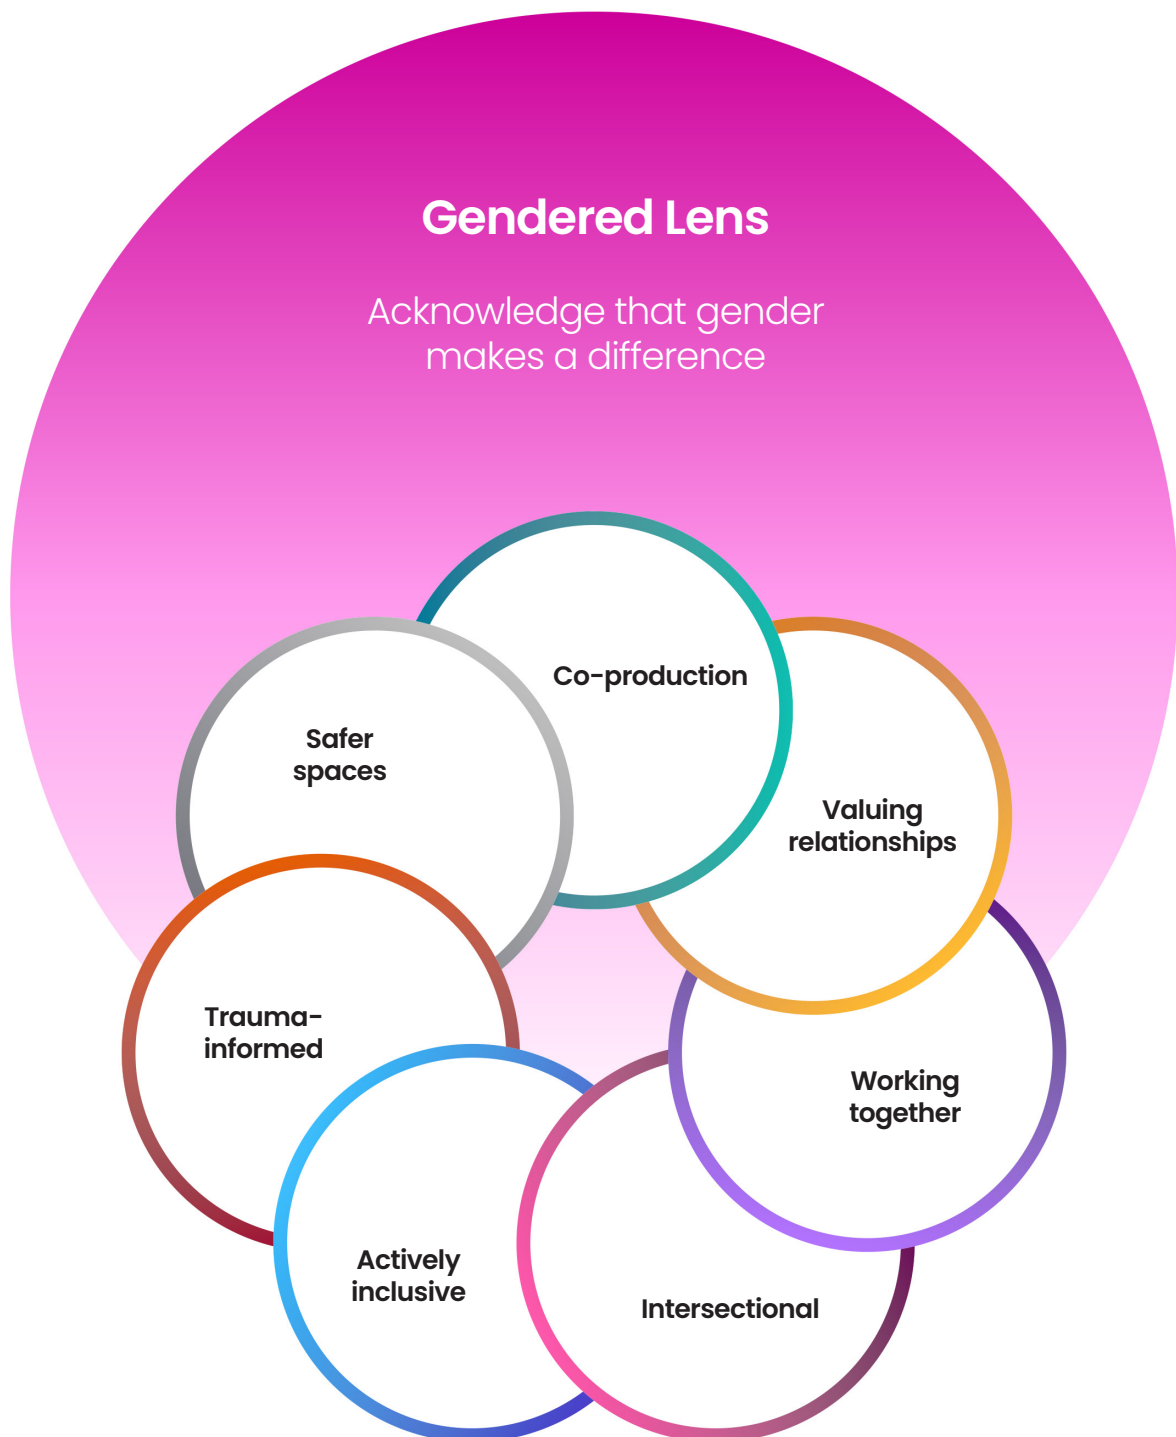 Gendered Lens
Acknowledge that gender
makes a difference
Co-production
Safer
spaces
Valuing
relationships
Trauma-
informed
Working
together
Actively
inclusive
Intersectional